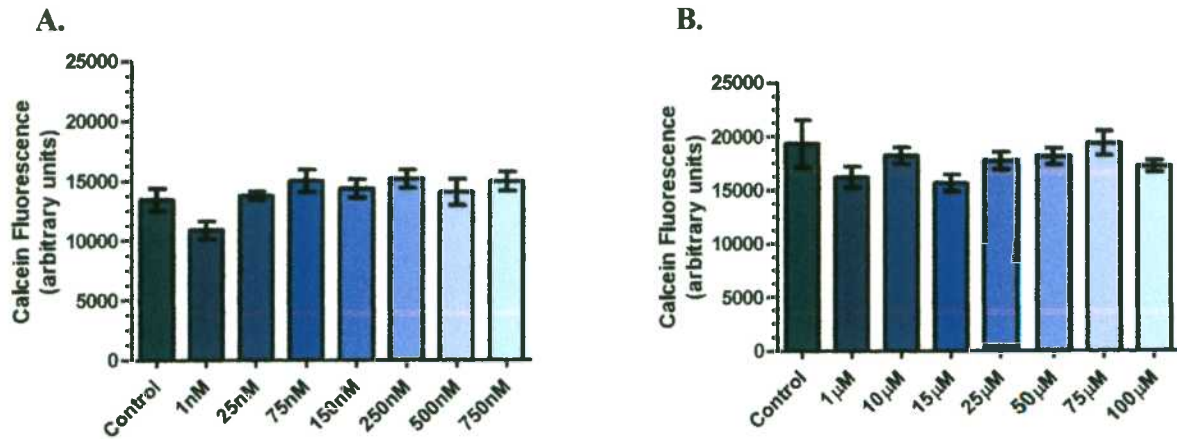 A.
25000
20000
15000
10000
5000
0
Calcein Fluorescence
(arbitrary units)
Control
1nM
25nM
75nM
150nM
250nM
500nM
750nM
B.
25000
20000
15000
10000
5000
0
Calcein Fluorescence
(arbitrary units)
Control
1µM
10µM
15µM
25µM
50µM
75µM
100µM